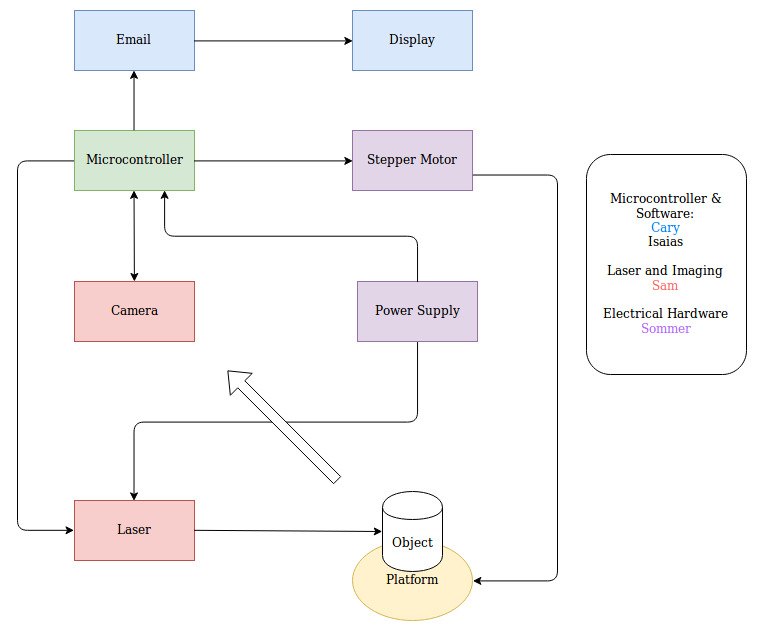 Email
Display
Microcontroller
Stepper Motor
Microcontroller &
Software:
Cary
Isaias
Laser and Imaging
Sam
Electrical Hardware
Sommer
Camera
Power Supply
Laser
Object
Platform